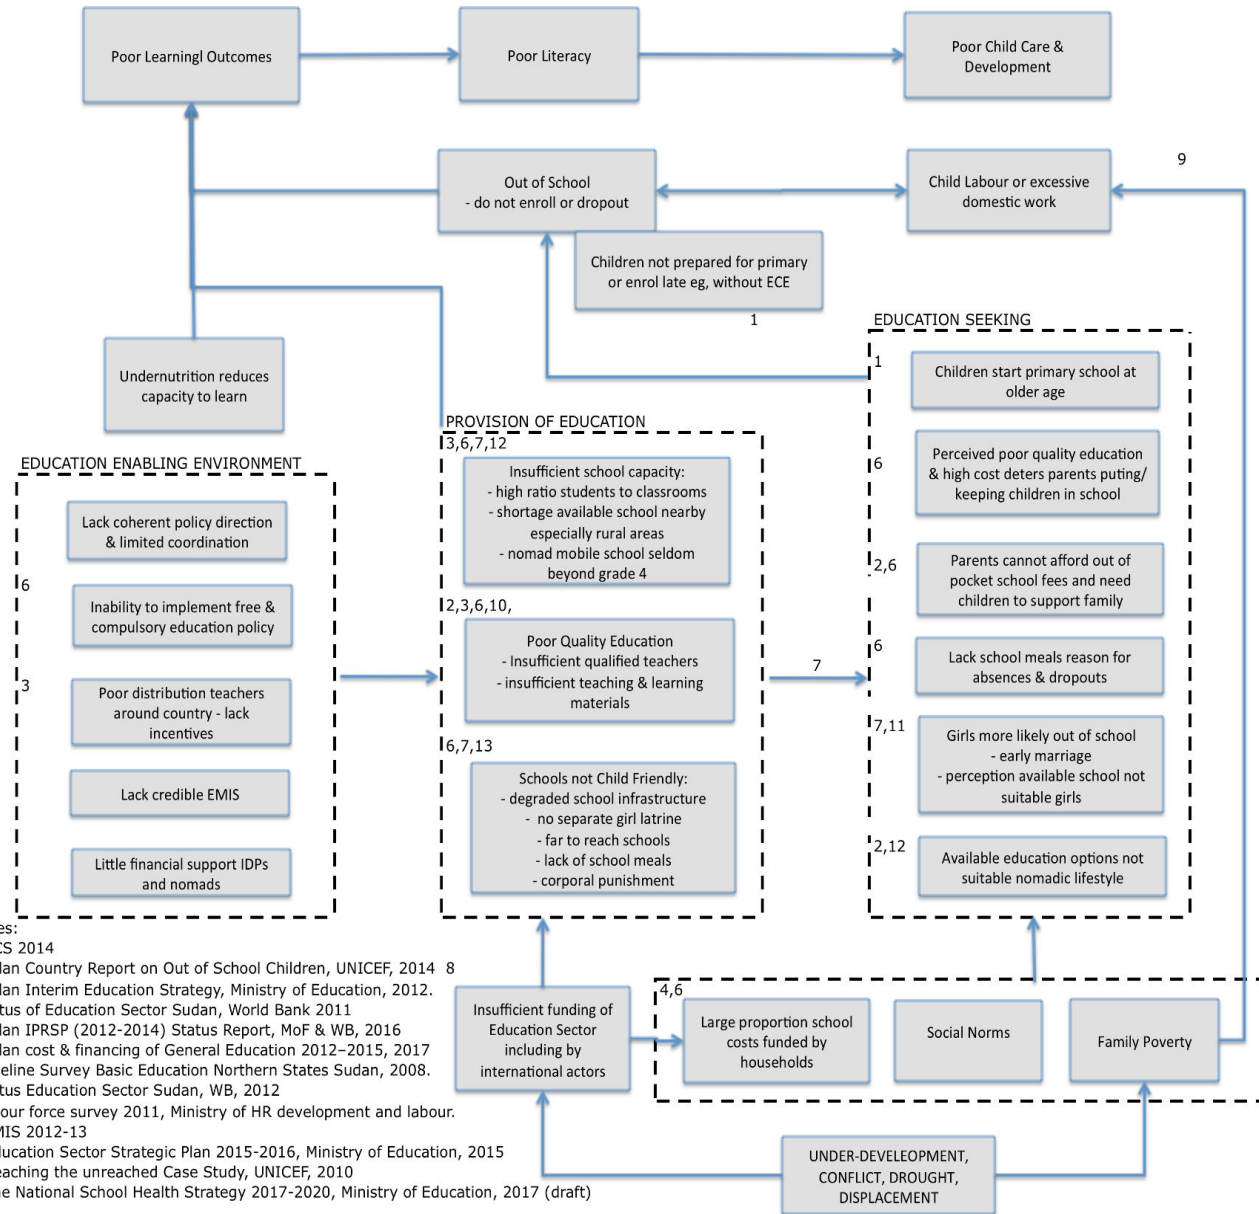 Poor Learningl Outcomes
Poor Literacy
Poor Child Care &
Development
Out of School
- do not enroll or dropout
Child Labour or excessive
domestic work
9
Children not prepared for primary
or enrol late eg, without ECE
1
Undernutrition reduces
capacity to learn
EDUCATION ENABLING ENVIRONMENT
Lack coherent policy direction
& limited coordination
6
Inability to implement free &
compulsory education policy
3
Poor distribution teachers
around country - lack
incentives
Lack credible EMIS
Little financial support IDPs
and nomads
PROVISION OF EDUCATION
3,6,7,12
Insufficient school capacity:
- high ratio students to classrooms
- shortage available school nearby
especially rural areas
- nomad mobile school seldom
beyond grade 4
2,3,6,10,
Poor Quality Education
- Insufficient qualified teachers
- insufficient teaching & learning
materials
6,7,13
Schools not Child Friendly:
- degraded school infrastructure
- no separate girl latrine
- far to reach schools
- lack of school meals
- corporal punishment
7
EDUCATION SEEKING
1
Children start primary school at
older age
6
Perceived poor quality education
& high cost deters parents puting/
keeping children in school
2,6
Parents cannot afford out of
pocket school fees and need
children to support family
6
Lack school meals reason for
absences & dropouts
7,11
Girls more likely out of school
- early marriage
- perception available school not
suitable girls
2,12
Available education options not
suitable nomadic lifestyle
es:
CS 2014
dan Country Report on Out of School Children, UNICEF, 2014 8
dan Interim Education Strategy, Ministry of Education, 2012.
tus of Education Sector Sudan, World Bank 2011
dan IPRSP (2012-2014) Status Report, MoF & WB, 2016
dan cost & financing of General Education 2012–2015, 2017
eline Survey Basic Education Northern States Sudan, 2008.
tus Education Sector Sudan, WB, 2012
our force survey 2011, Ministry of HR development and labour.
MIS 2012-13
ducation Sector Strategic Plan 2015-2016, Ministry of Education, 2015
eaching the unreached Case Study, UNICEF, 2010
he National School Health Strategy 2017-2020, Ministry of Education, 2017 (draft)
Insufficient funding of
Education Sector
including by
international actors
4,6
Large proportion school
costs funded by
households
Social Norms
Family Poverty
UNDER-DEVELEOPMENT,
CONFLICT, DROUGHT,
DISPLACEMENT